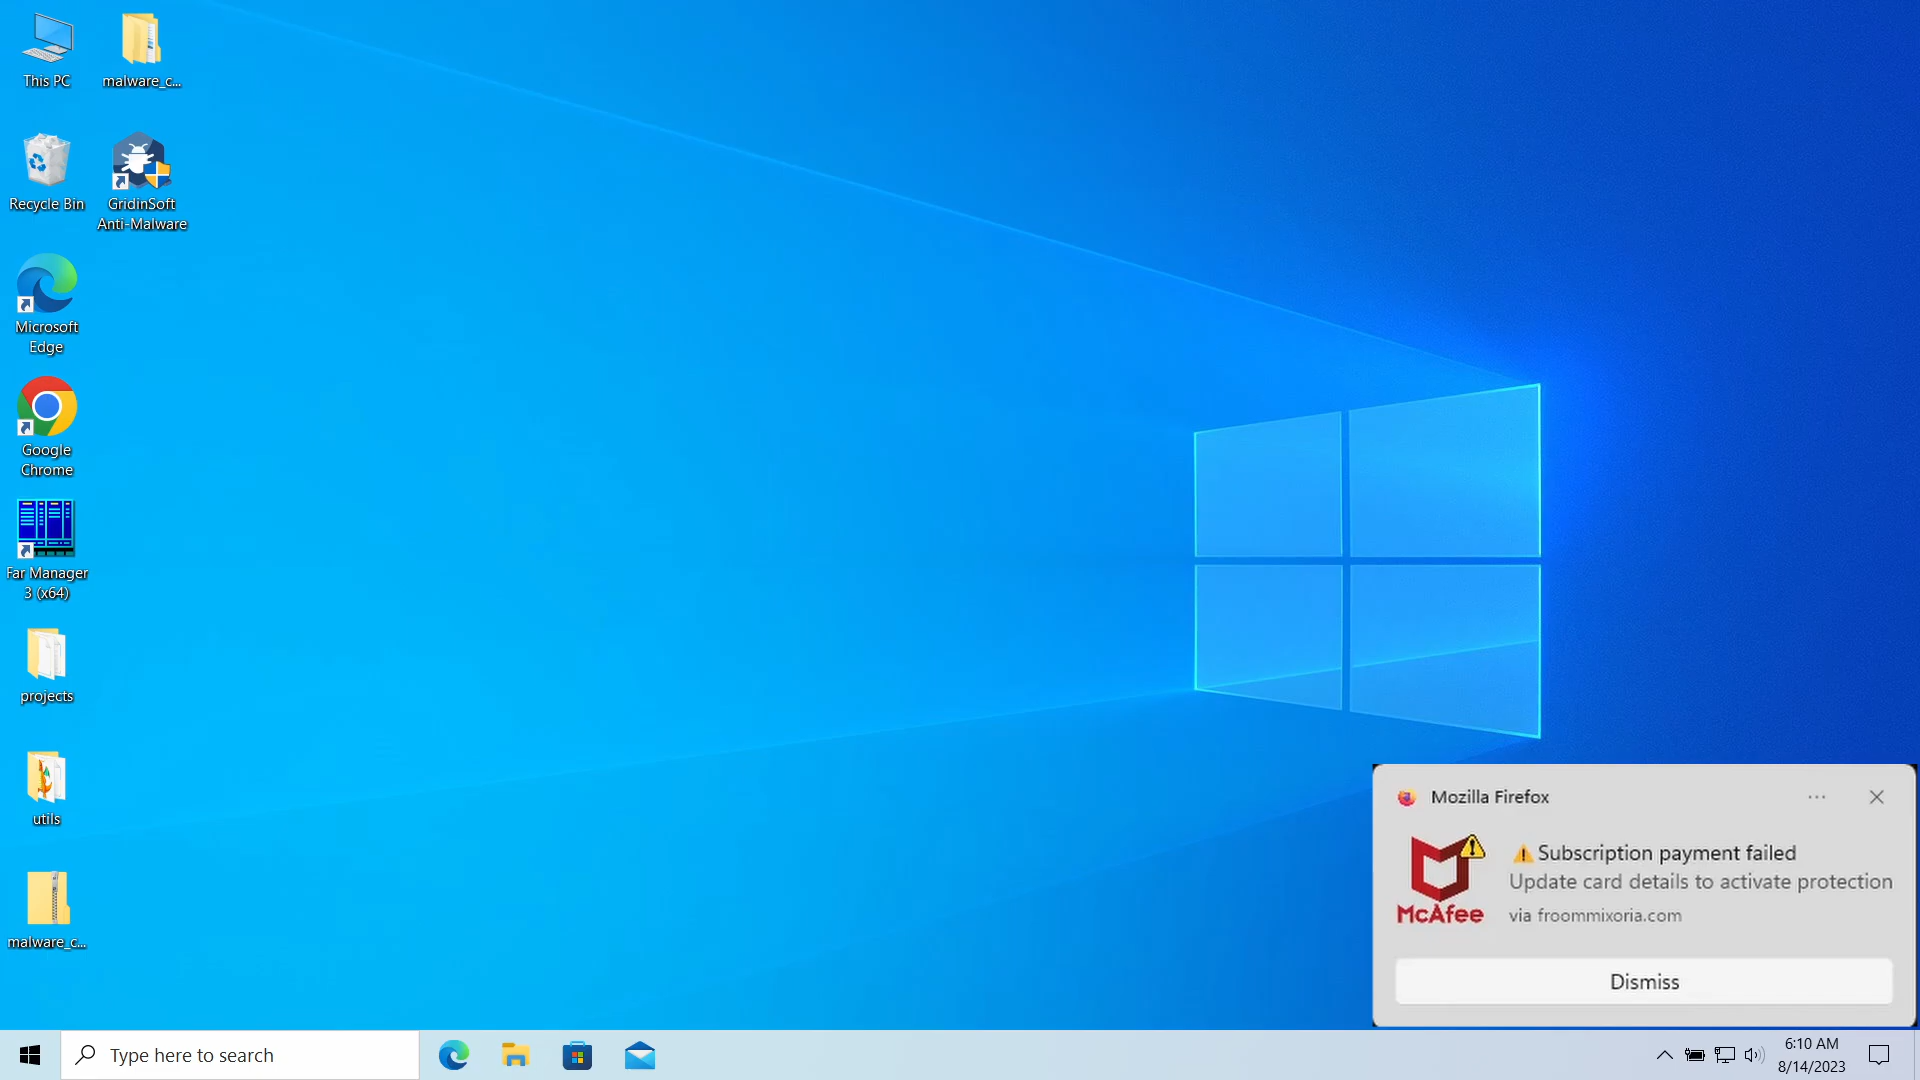 This PC
malware_c...
Recycle Bin
GridinSoft
Anti-Malware
Microsoft
Edge
Google
Chrome
Far Manager
3 (x64)
projects
utils
malware_c...
Mozilla Firefox
McAfee
Subscription payment failed
Update card details to activate protection
via froommixoria.com
Dismiss
Type here to search
6:10 AM
8/14/2023